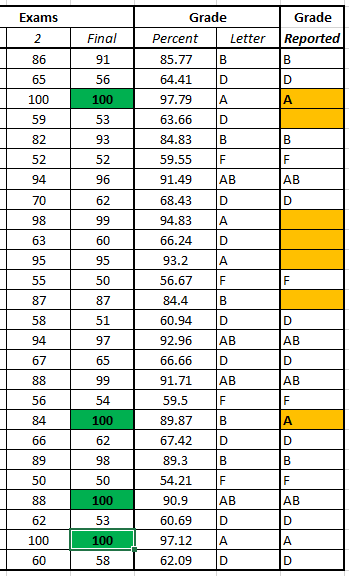 Exams Grade Grade
2 Final Percent Letter Reported
86 91 85.77 B B
65 56 64.41 D D
100 100 97.79 A A
59 53 63.66 D
82 93 84.83 B B
52 52 59.55 F F
94 96 91.49 AB AB
70 62 68.43 D D
98 99 94.83 A
63 60 66.24 D
95 95 93.2 A
55 50 56.67 F F
87 87 84.4 B
58 51 60.94 D D
94 97 92.96 AB AB
67 65 66.66 D D
88 99 91.71 AB AB
56 54 59.5 F F
84 100 89.87 B A
66 62 67.42 D D
89 98 89.3 B B
50 50 54.21 F F
88 100 90.9 AB AB
62 53 60.69 D D
100 100 97.12 A A
60 58 62.09 D D